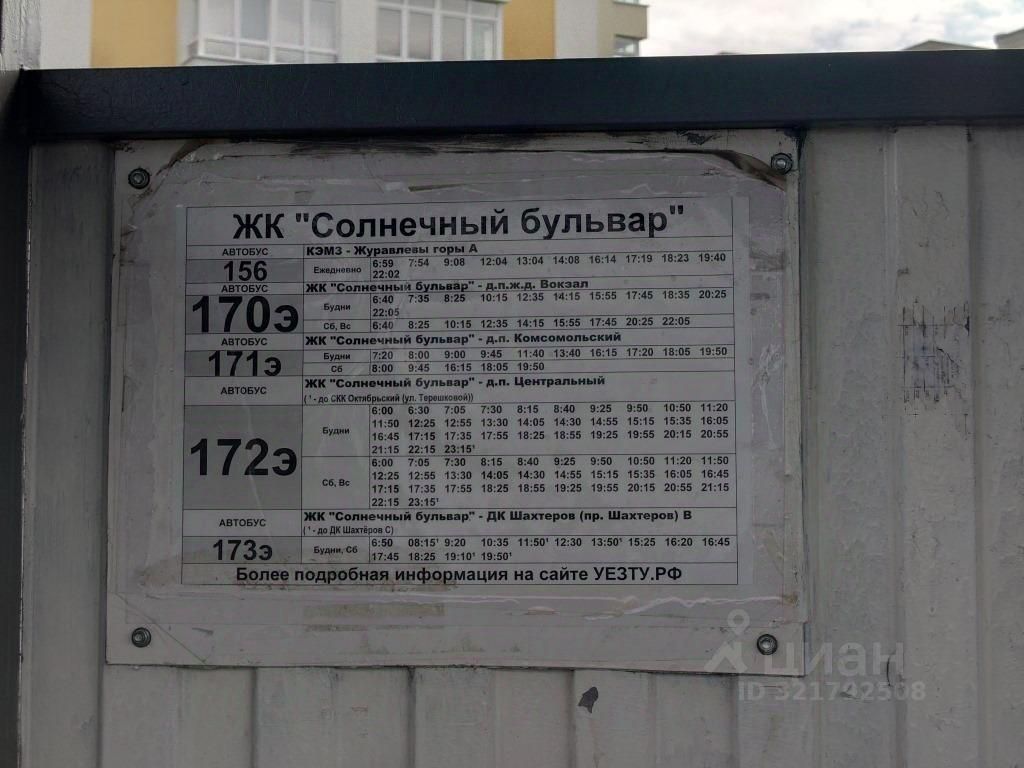 ЖК "Солнечный бульвар"
АВТОБУС
156
КЭМЗ - Журавлевы горы А
Ежедневно
6:59 7:54 9:08 12:04 13:04 14:08 16:14 17:19 18:23 19:40
22:02
АВТОБУС
170э
ЖК "Солнечный бульвар" - д.п.ж.д. Вокзал
Будни
6:40 7:35 8:25 10:15 12:35 14:15 15:55 17:45 18:35 20:25
22:05
Сб, Вс
6:40 8:25 10:15 12:35 14:15 15:55 17:45 20:25 22:05
АВТОБУС
171э
ЖК "Солнечный бульвар" - д.п. Комсомольский
Будни
7:20 8:00 9:00 9:45 11:40 13:40 16:15 17:20 18:05 19:50
Сб
8:00 9:45 16:15 18:05 19:50
АВТОБУС
172э
ЖК "Солнечный бульвар" - д.п. Центральный
( ¹ - до СКК Октябрьский (ул. Терешковой))
Будни
6:00 6:30 7:05 7:30 8:15 8:40 9:25 9:50 10:50 11:20
11:50 12:25 12:55 13:30 14:05 14:30 14:55 15:15 15:35 16:05
16:45 17:15 17:35 17:55 18:25 18:55 19:25 19:55 20:15 20:55
21:15 22:15 23:15¹
Сб, Вс
6:00 7:05 7:30 8:15 8:40 9:25 9:50 10:50 11:20 11:50
12:25 12:55 13:30 14:05 14:30 14:55 15:15 15:35 16:05 16:45
17:15 17:35 17:55 18:25 18:55 19:25 19:55 20:15 20:55 21:15
22:15 23:15¹
АВТОБУС
173э
ЖК "Солнечный бульвар" - ДК Шахтеров (пр. Шахтеров) В
( ¹ - до ДК Шахтёров С)
Будни, Сб
6:50 08:15¹ 9:20 10:35 11:50¹ 12:30 13:50¹ 15:25 16:20 16:45
17:45 18:25 19:10¹ 19:50¹
Более подробная информация на сайте УЕЗТУ.РФ
циан
ID 321742508